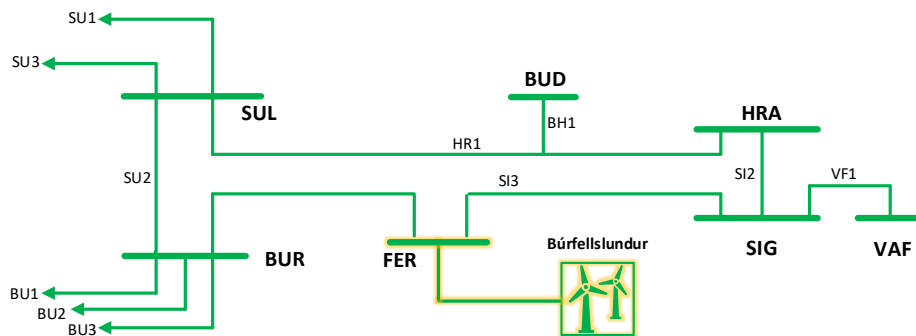 SU1
SU3
SUL
BUD
HRA
BH1
HR1
SU2
SI3
SI2
VF1
BUR
FER
Búrfellslundur
SIG
VAF
BU1
BU2
BU3